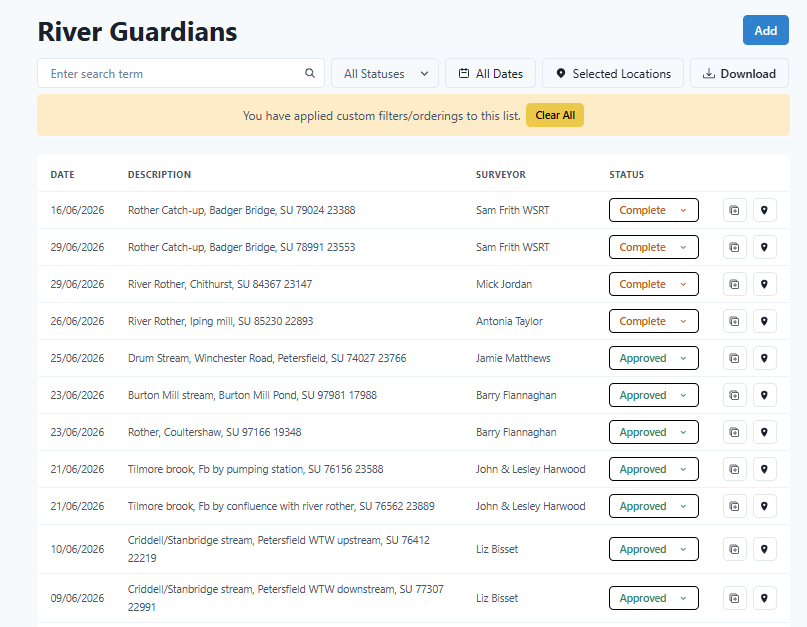 River Guardians
Add
Enter search term
All Statuses
All Dates
Selected Locations
Download
You have applied custom filters/orderings to this list. Clear All
DATE DESCRIPTION SURVEYOR STATUS
16/06/2026 Rother Catch-up, Badger Bridge, SU 79024 23388 Sam Frith WSRT Complete
29/06/2026 Rother Catch-up, Badger Bridge, SU 78991 23553 Sam Frith WSRT Complete
29/06/2026 River Rother, Chithurst, SU 84367 23147 Mick Jordan Complete
26/06/2026 River Rother, Iping mill, SU 85230 22893 Antonia Taylor Complete
25/06/2026 Drum Stream, Winchester Road, Petersfield, SU 74027 23766 Jamie Matthews Approved
23/06/2026 Burton Mill stream, Burton Mill Pond, SU 97981 17988 Barry Flannaghan Approved
23/06/2026 Rother, Coultershaw, SU 97166 19348 Barry Flannaghan Approved
21/06/2026 Tilmore brook, Fb by pumping station, SU 76156 23588 John & Lesley Harwood Approved
21/06/2026 Tilmore brook, Fb by confluence with river rother, SU 76562 23889 John & Lesley Harwood Approved
10/06/2026 Criddell/Stanbridge stream, Petersfield WTW upstream, SU 76412
22219 Liz Bisset Approved
09/06/2026 Criddell/Stanbridge stream, Petersfield WTW downstream, SU 77307
22991 Liz Bisset Approved